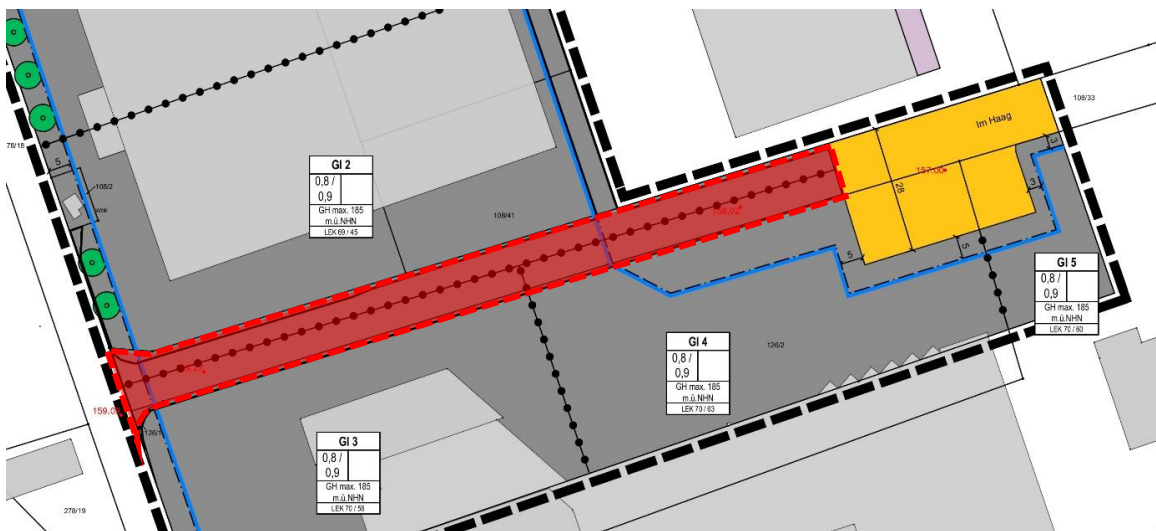 108/33
Im Haag
3
78/18
5
GI 2
0,8 /
0,9
GH max. 185
m.ü.NHN
LEK 69 / 45
108/2
108/41
28
157.00
3
158.02
5
5
GI 5
0,8 /
0,9
GH max. 185
m.ü.NHN
LEK 70 / 60
GI 4
0,8 /
0,9
GH max. 185
m.ü.NHN
LEK 70 / 63
126/2
159.0
126/1
GI 3
0,8 /
0,9
GH max. 185
m.ü.NHN
LEK 70 / 58
278/19